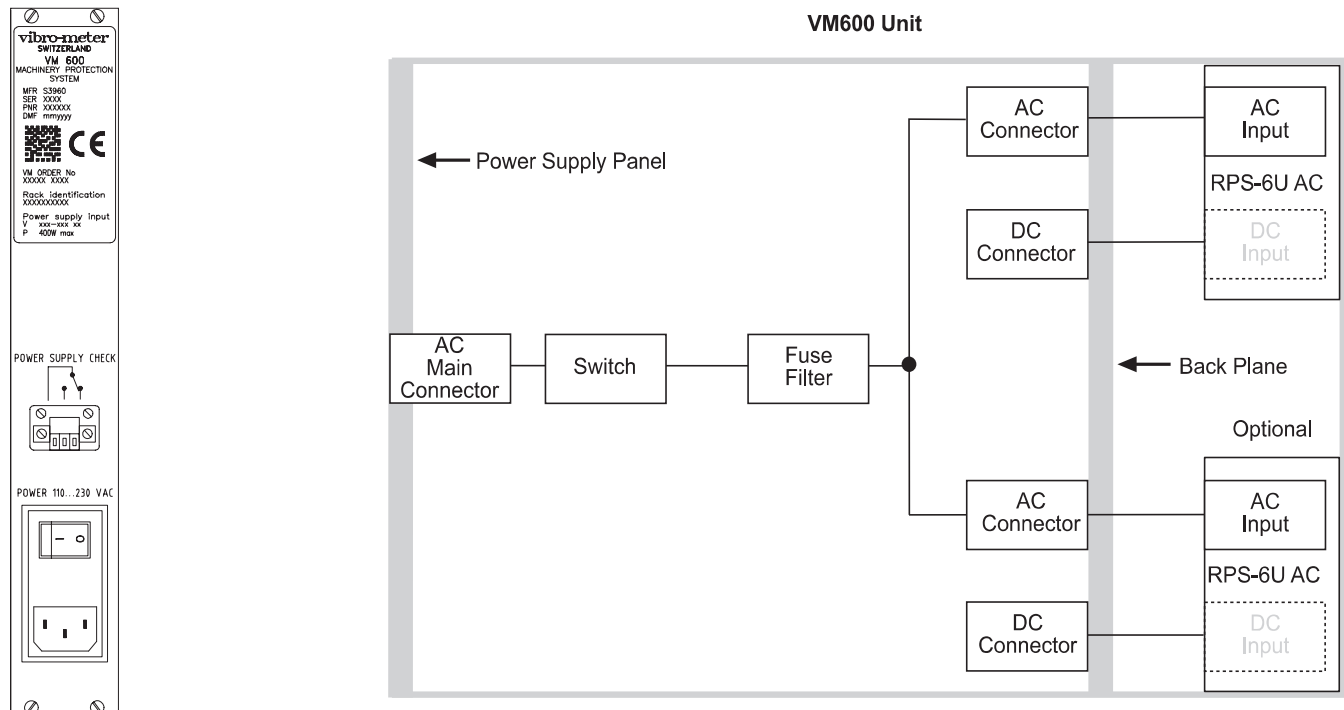 vibro-meter
SWITZERLAND
VM 600
MACHINERY PROTECTION
SYSTEM
MFR S3960
SER XXXX
PNR XXXXXX
DMF mmyyyy
CE
VM ORDER No
XXXXX XXXX
Rack identification
XXXXXXXXXX
Power supply input
V xxx-xxx xx
P 400W max
POWER SUPPLY CHECK
POWER 110...230 VAC
VM600 Unit
Power Supply Panel
AC
Main
Connector
Switch
Fuse
Filter
AC
Connector
DC
Connector
AC
Input
RPS-6U AC
DC
Input
Back Plane
Optional
AC
Connector
DC
Connector
AC
Input
RPS-6U AC
DC
Input